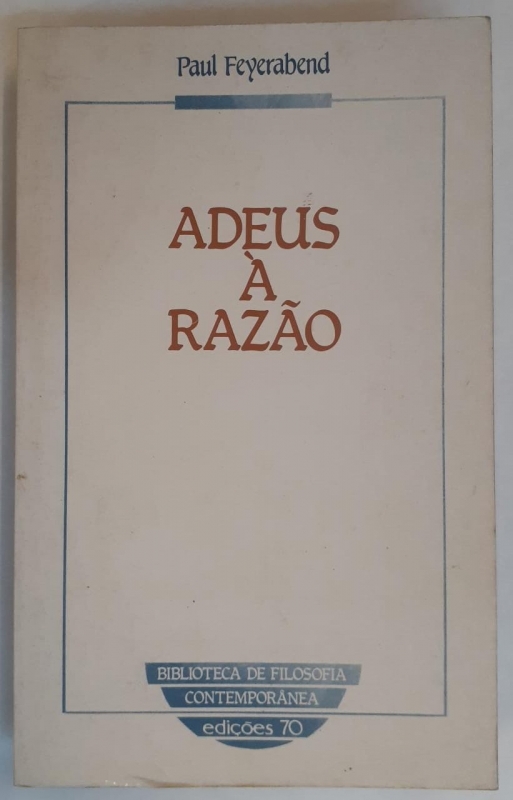 Paul Feyerabend
ADEUS
À
RAZÃO
BIBLIOTECA DE FILOSOFIA
CONTEMPORÂNEA
edições 70